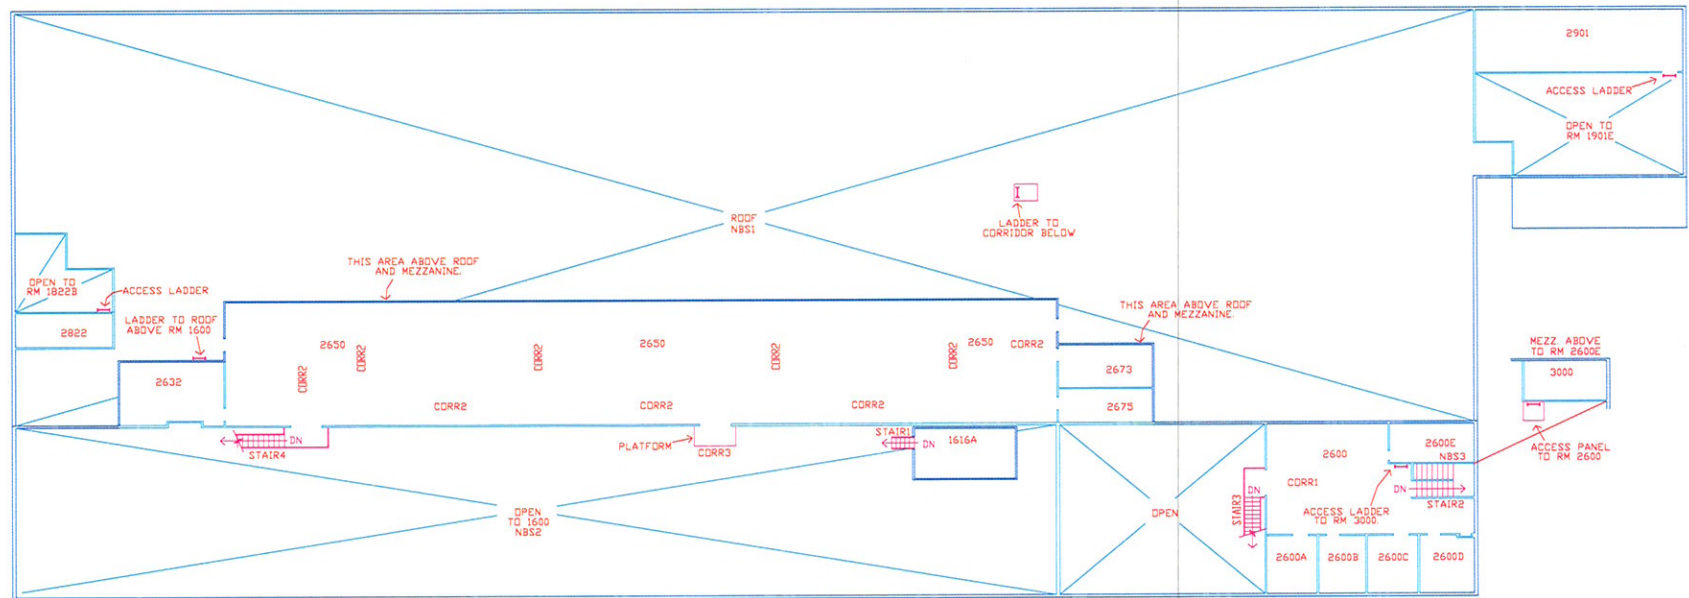 2901
ACCESS LADDER
OPEN TO
RM 1901E
ROOF
NBS1
LADDER TO
CORRIDOR BELOW
THIS AREA ABOVE ROOF
AND MEZZANINE.
OPEN TO
RM 1822B
ACCESS LADDER
2822
LADDER TO ROOF
ABOVE RM 1600
THIS AREA ABOVE ROOF
AND MEZZANINE.
2632
2650
CORR2
CORR2
CORR2
2650
CORR2
CORR2
2650
CORR2
CORR2
CORR2
CORR2
2673
2675
MEZZ. ABOVE
TO RM 2600E
3000
ACCESS PANEL
TO RM 2600
DN
STAIR4
PLATFORM
CORR3
STAIR1
DN
1616A
OPEN
TO 1600
NBS2
OPEN
STAIR3
DN
2600
CORR1
2600E
NBS3
DN
STAIR2
ACCESS LADDER
TO RM 3000.
2600A
2600B
2600C
2600D